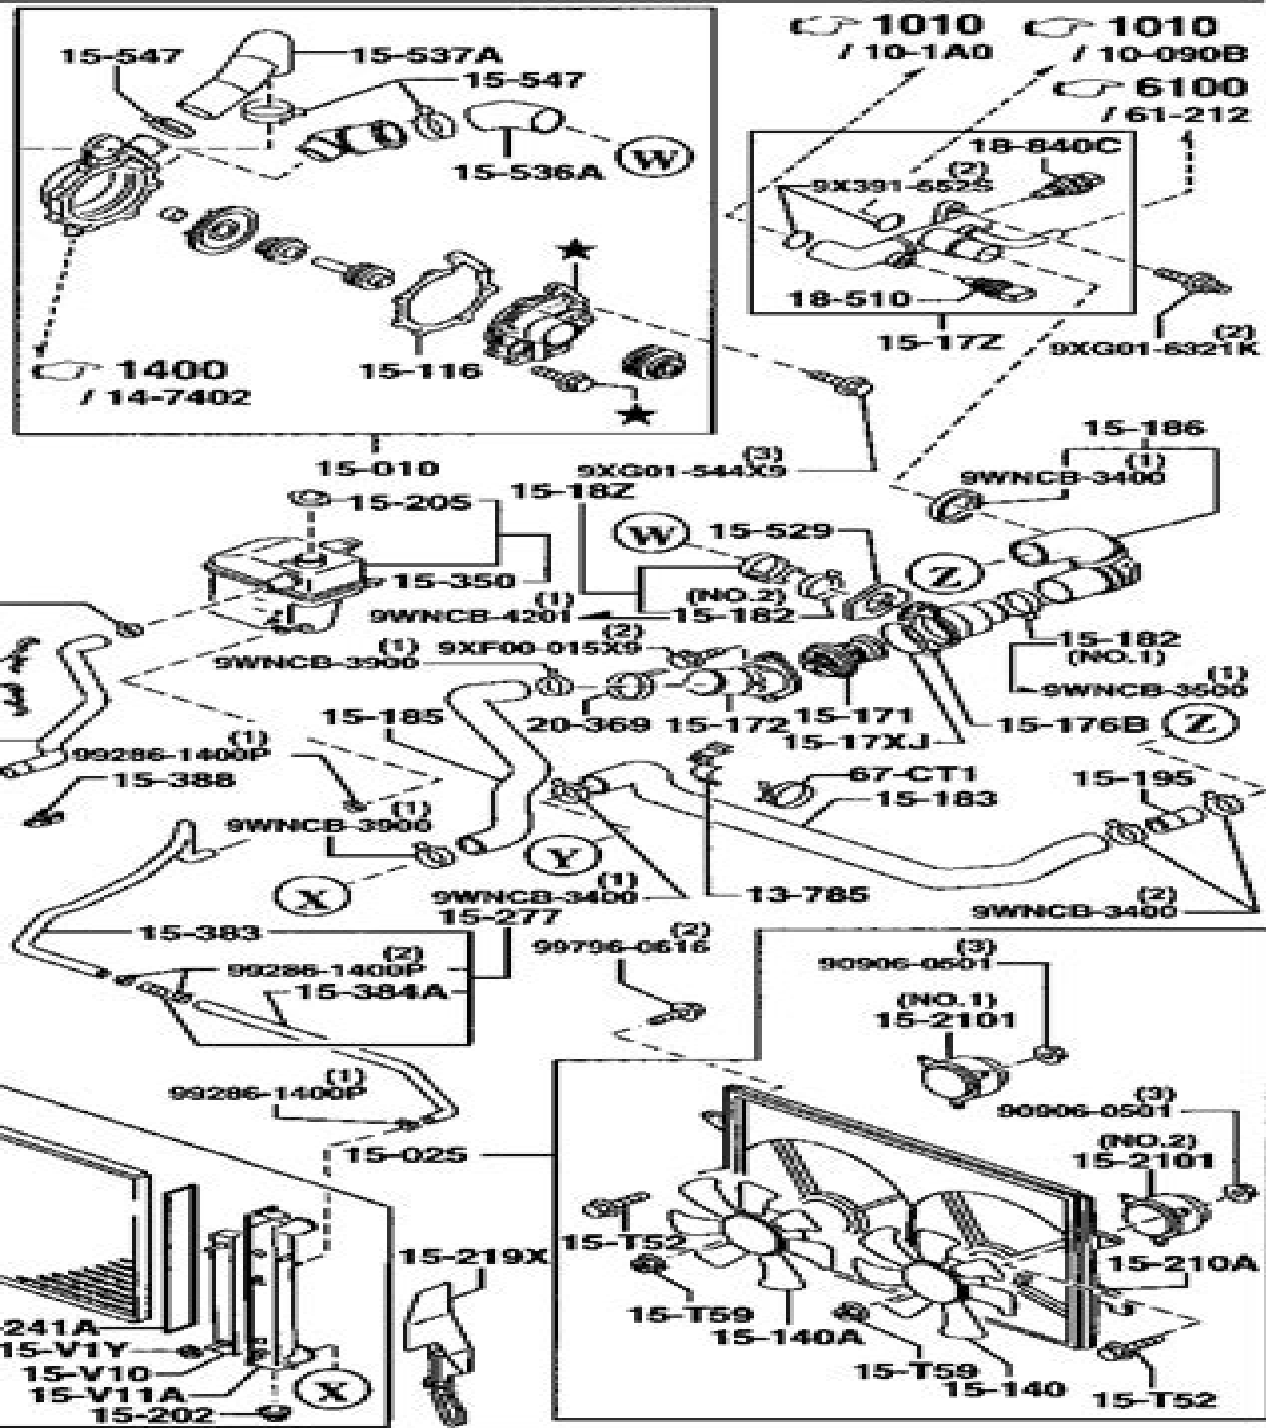 15-547
15-537A
15-547
15-536A
W
1400
/ 14-7402
15-116
★
★
15-010
1010
/ 10-1A0
1010
/ 10-090B
6100
/ 61-212
18-840C
(2)
9X391-552S
18-510
15-17Z
(2)
9XG01-6321K
(3)
9XG01-544X9
15-186
(1)
9WNCB-3400
15-205
15-18Z
W
15-529
Z
15-350
(1)
9WNCB-4201
(NO.2)
15-182
(2)
9XF00-015X9
(1)
9WNCB-3900
15-182
(NO.1)
(1)
9WNCB-3500
15-185
20-369
15-172
15-171
15-17XJ
15-176B
Z
(1)
99286-1400P
15-388
67-CT1
15-183
15-195
(1)
9WNCB-3900
Y
X
(1)
9WNCB-3400
13-785
(2)
9WNCB-3400
15-277
15-383
(2)
99286-1400P
15-384A
(2)
99796-0616
(3)
90906-0501
(NO.1)
15-2101
(1)
99286-1400P
(3)
90906-0501
(NO.2)
15-2101
15-025
15-T52
15-219X
15-210A
15-T59
15-140A
15-T59
15-140
15-T52
-241A
15-V1Y
15-V10
15-V11A
15-202
X